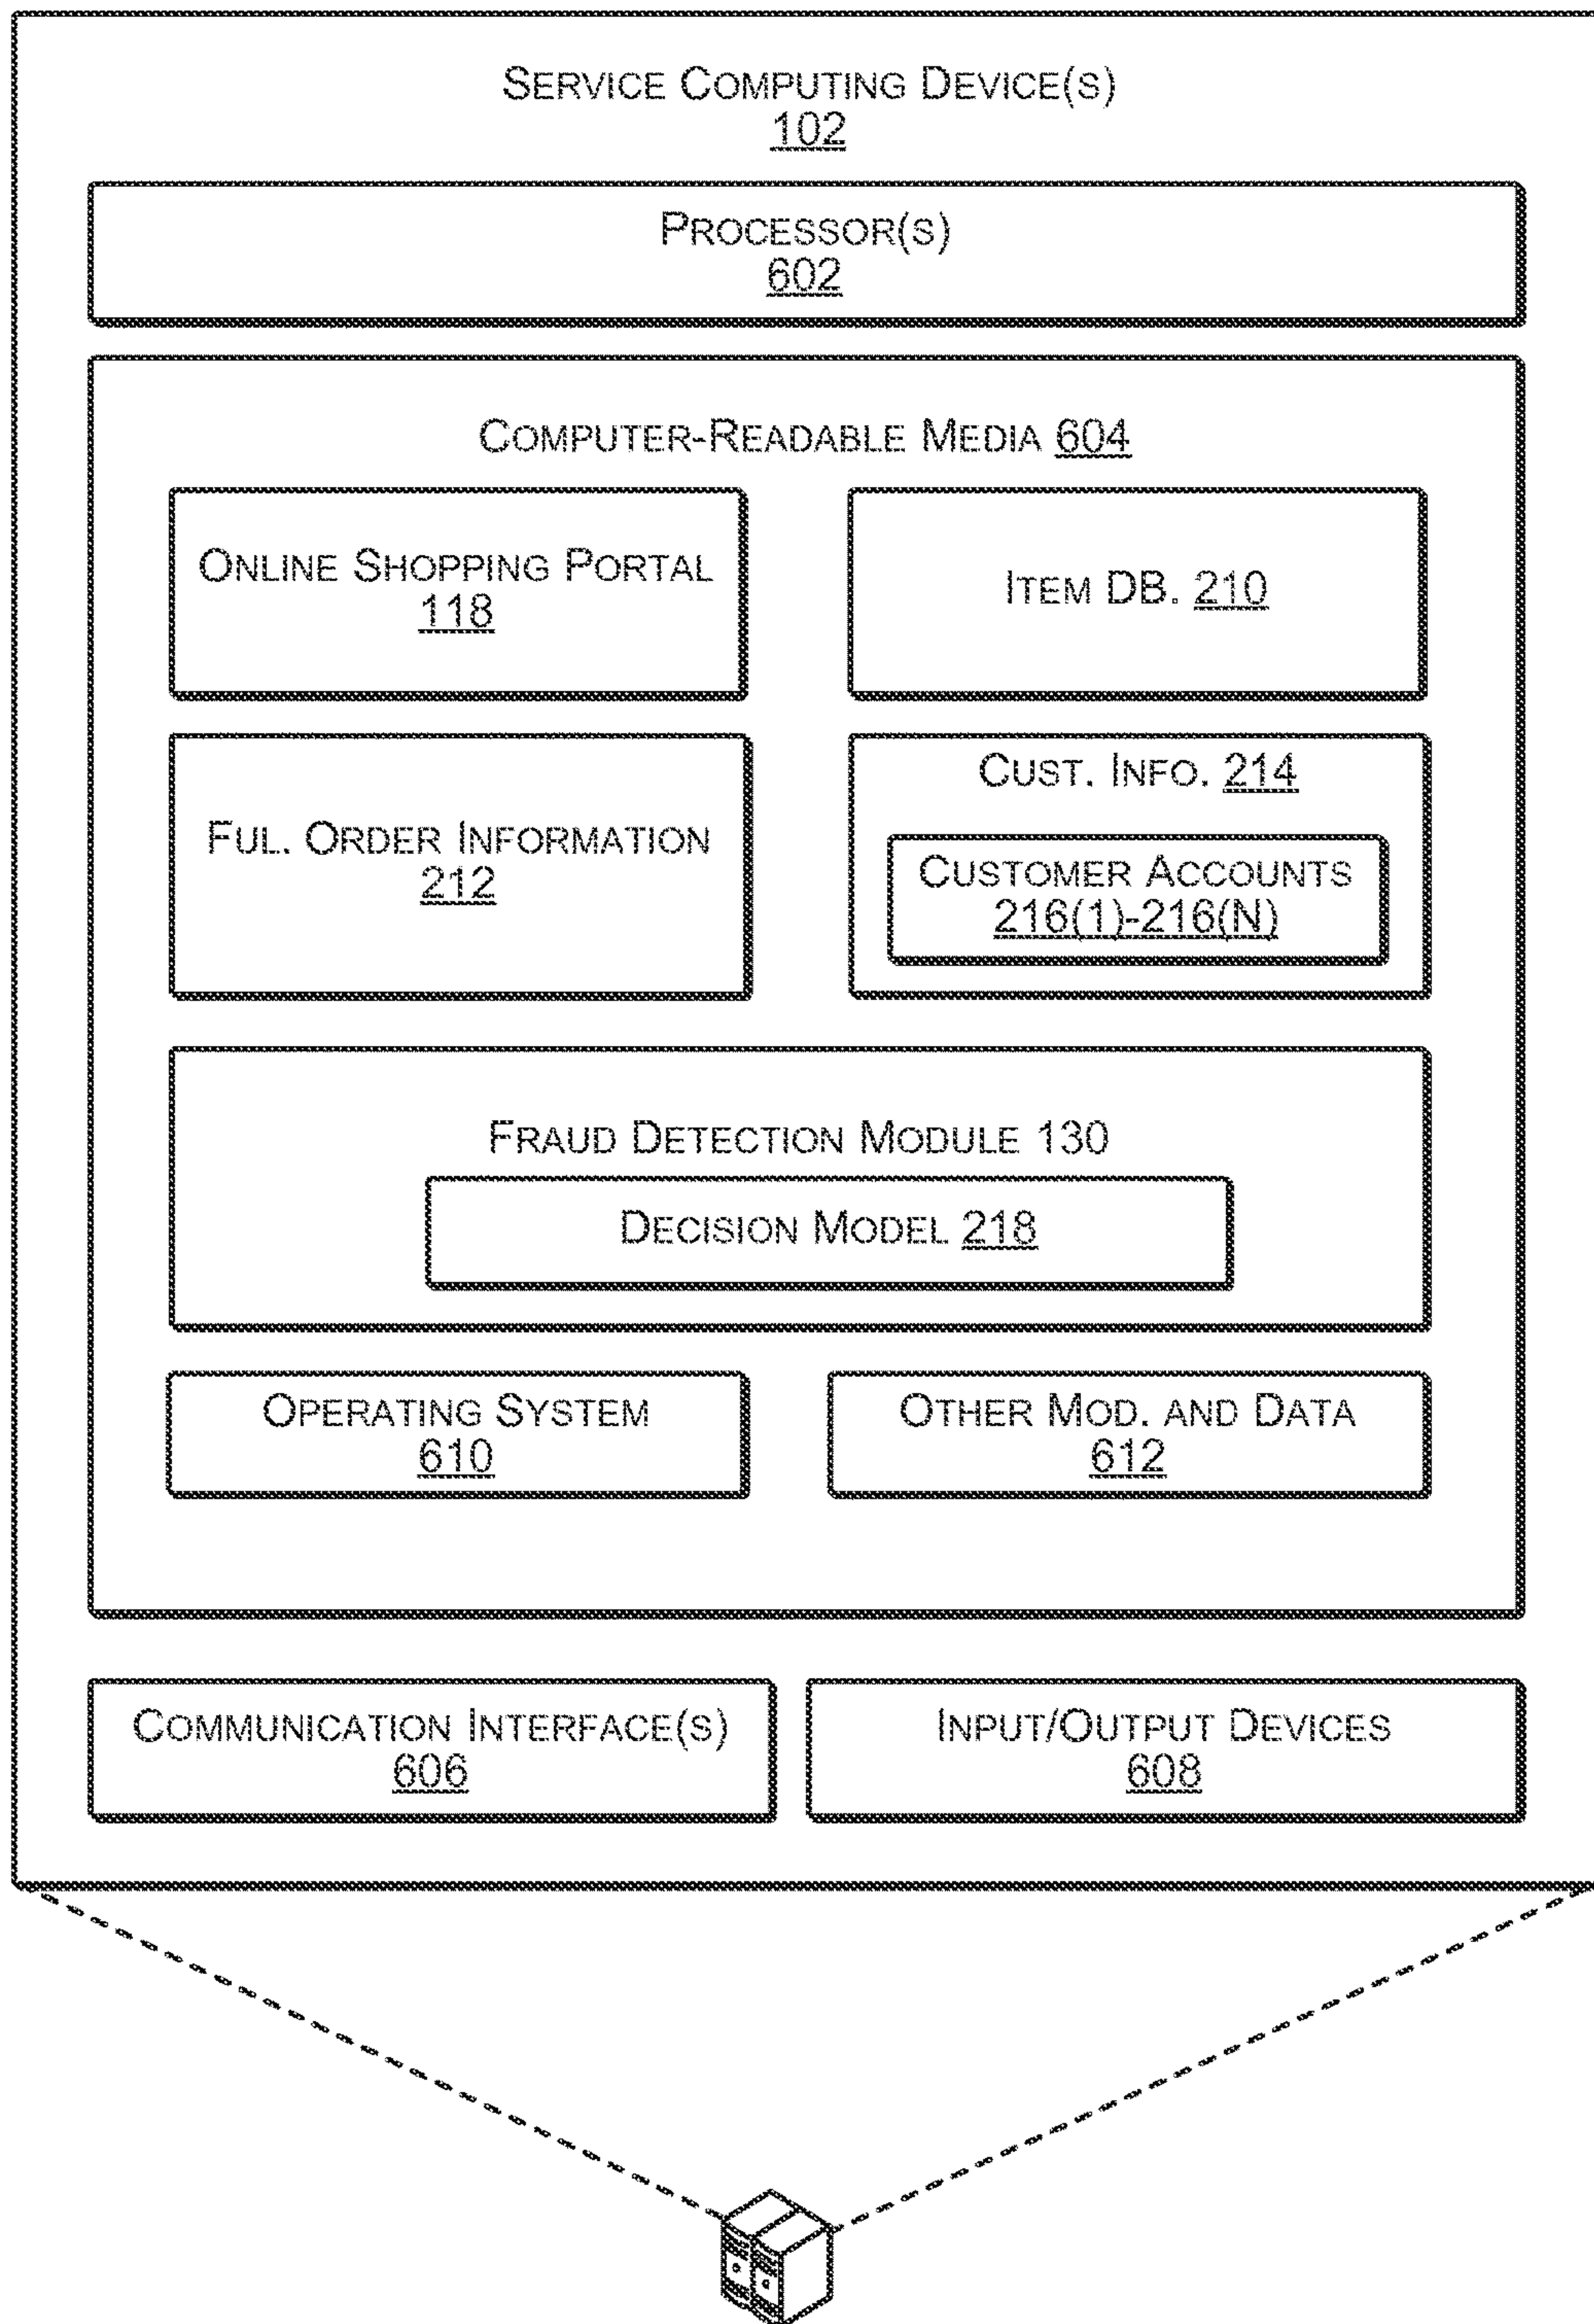 SERVICE COMPUTING DEVICE(S)
102
PROCESSOR(S)
602
COMPUTER-READABLE MEDIA 604
ONLINE SHOPPING PORTAL
118
ITEM DB. 210
FUL. ORDER INFORMATION
212
CUST. INFO. 214
CUSTOMER ACCOUNTS
216(1)-216(N)
FRAUD DETECTION MODULE 130
DECISION MODEL 218
OPERATING SYSTEM
610
OTHER MOD. AND DATA
612
COMMUNICATION INTERFACE(S)
606
INPUT/OUTPUT DEVICES
608